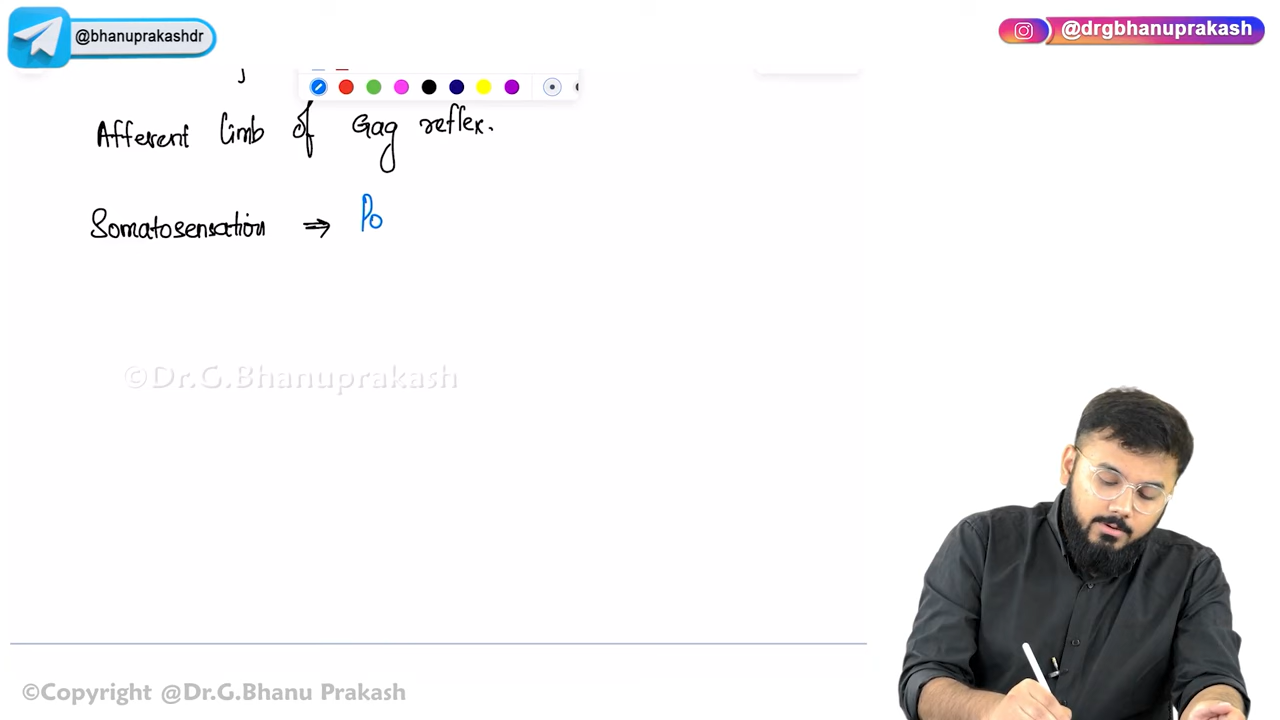 @bhanuprakashdr
@drgbhanuprakash
Afferent limb of Gag reflex.
Somatosensation ⇒ Po
©Dr.G.Bhanuprakash
©Copyright @Dr.G.Bhanu Prakash